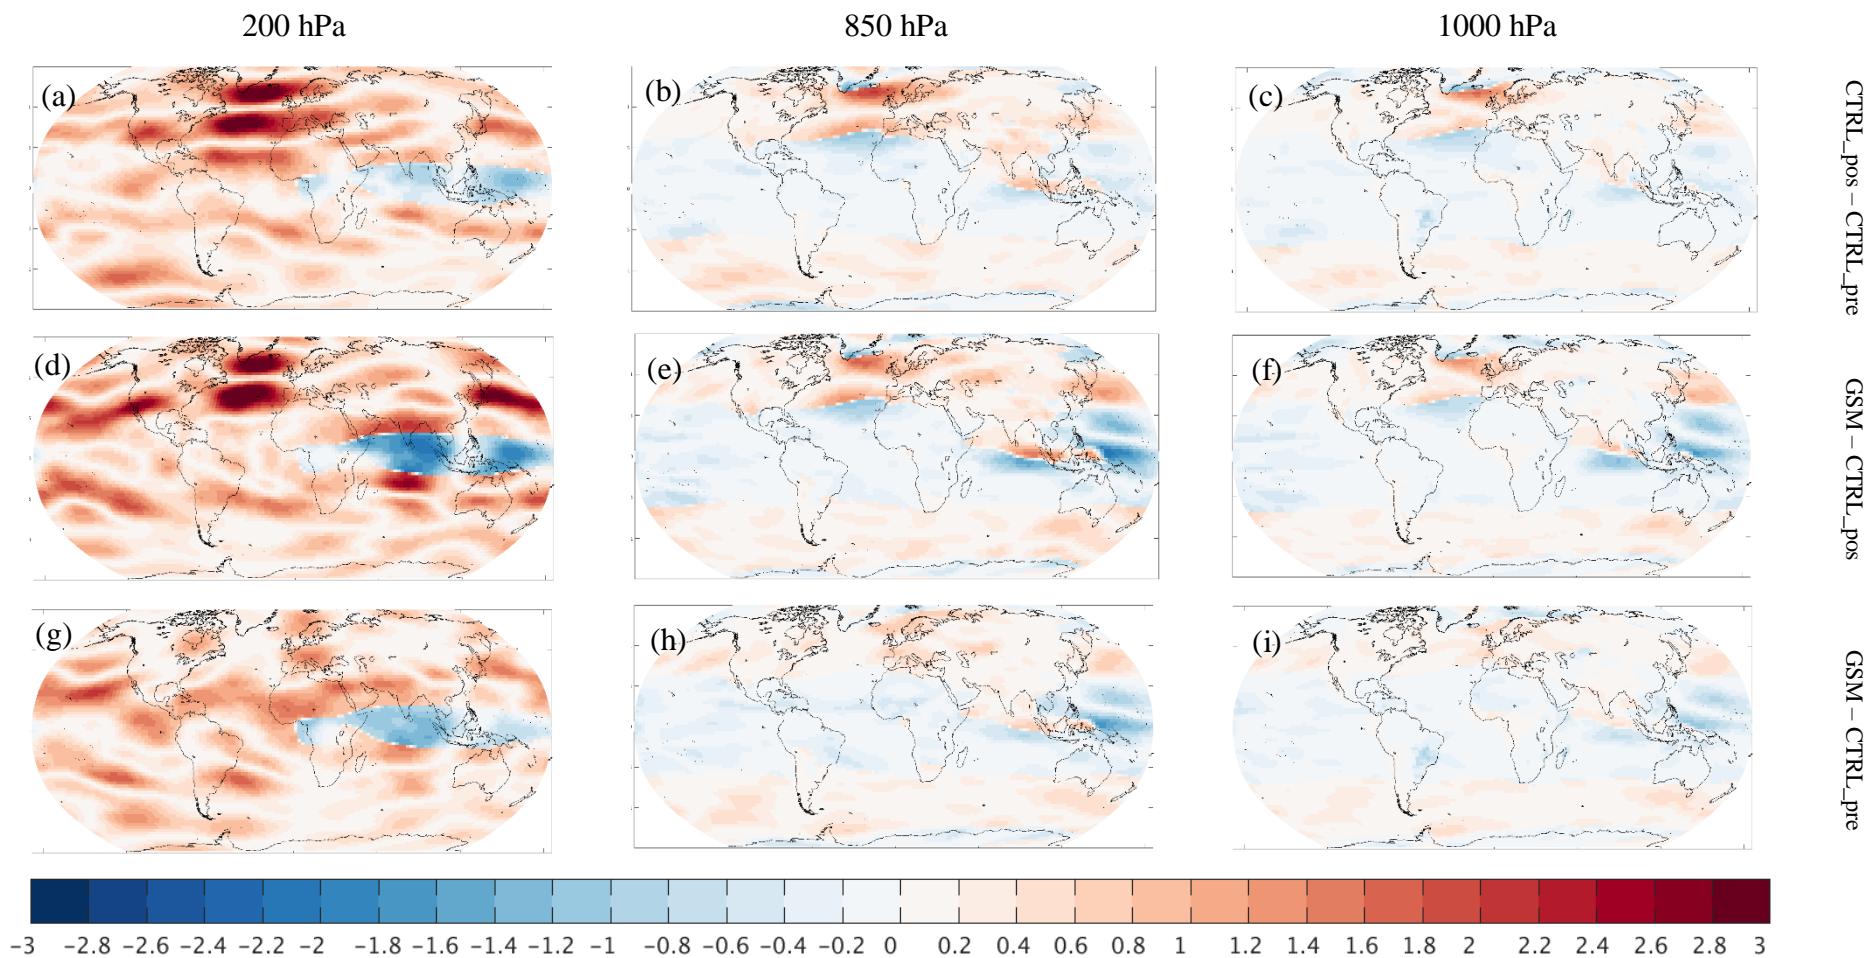 200 hPa 850 hPa 1000 hPa
(a) (b) (c) CTRL_pos – CTRL_pre
(d) (e) (f) GSM – CTRL_pos
(g) (h) (i) GSM – CTRL_pre
−3 −2.8 −2.6 −2.4 −2.2 −2 −1.8 −1.6 −1.4 −1.2 −1 −0.8 −0.6 −0.4 −0.2 0 0.2 0.4 0.6 0.8 1 1.2 1.4 1.6 1.8 2 2.2 2.4 2.6 2.8 3